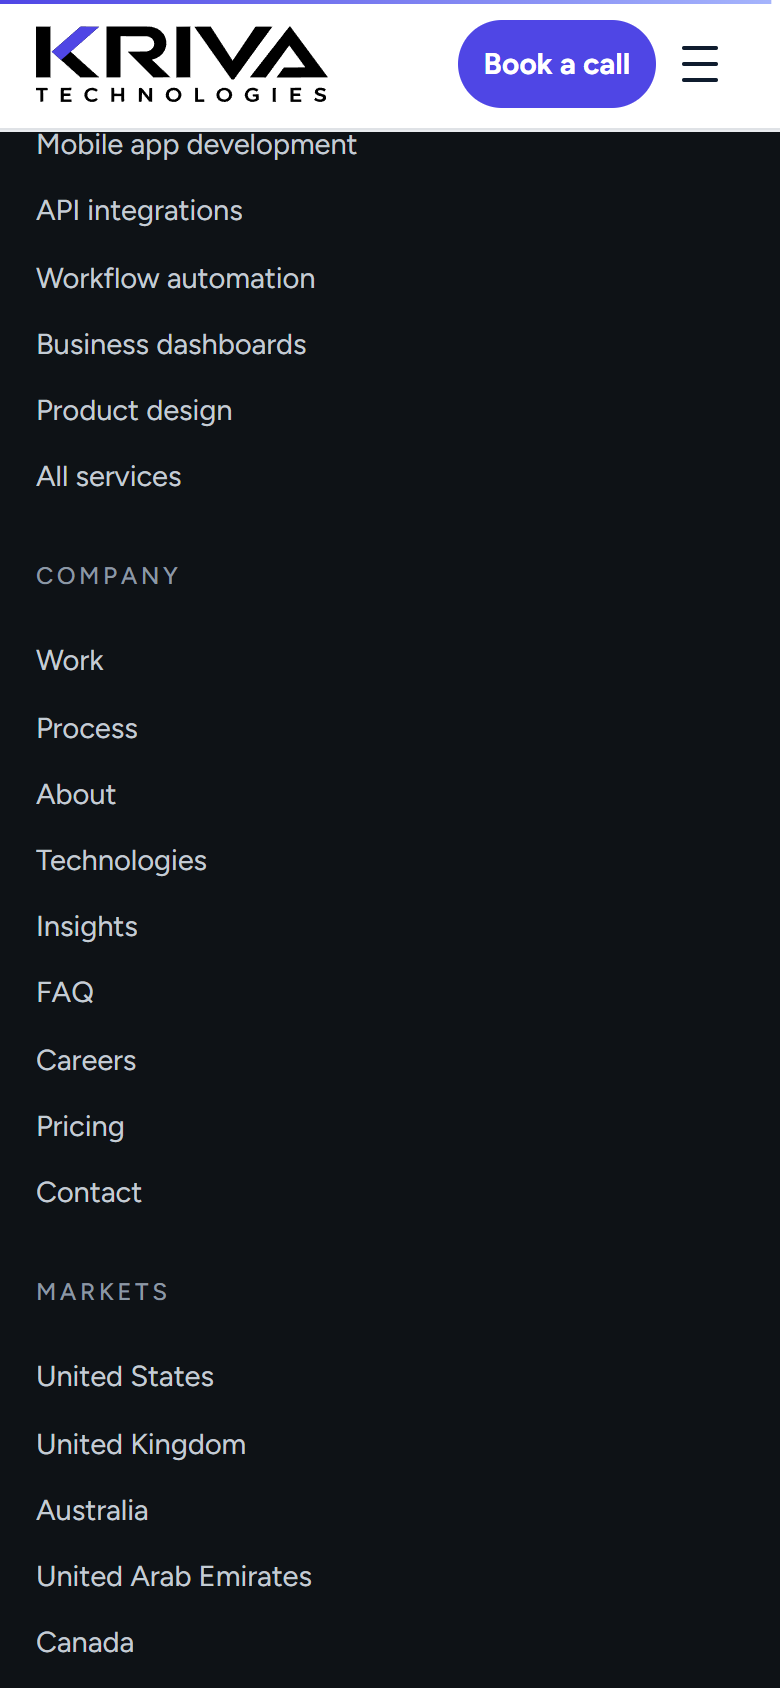 KRIVA
TECHNOLOGIES
Book a call
Mobile app development
API integrations
Workflow automation
Business dashboards
Product design
All services
COMPANY
Work
Process
About
Technologies
Insights
FAQ
Careers
Pricing
Contact
MARKETS
United States
United Kingdom
Australia
United Arab Emirates
Canada